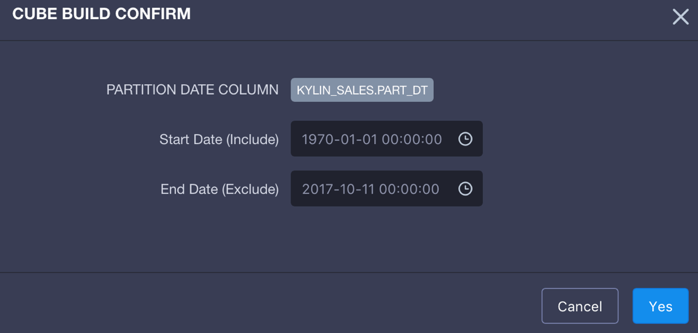 CUBE BUILD CONFIRM
PARTITION DATE COLUMN KYLIN_SALES.PART_DT
Start Date (Include) 1970-01-01 00:00:00
End Date (Exclude) 2017-10-11 00:00:00
Cancel Yes